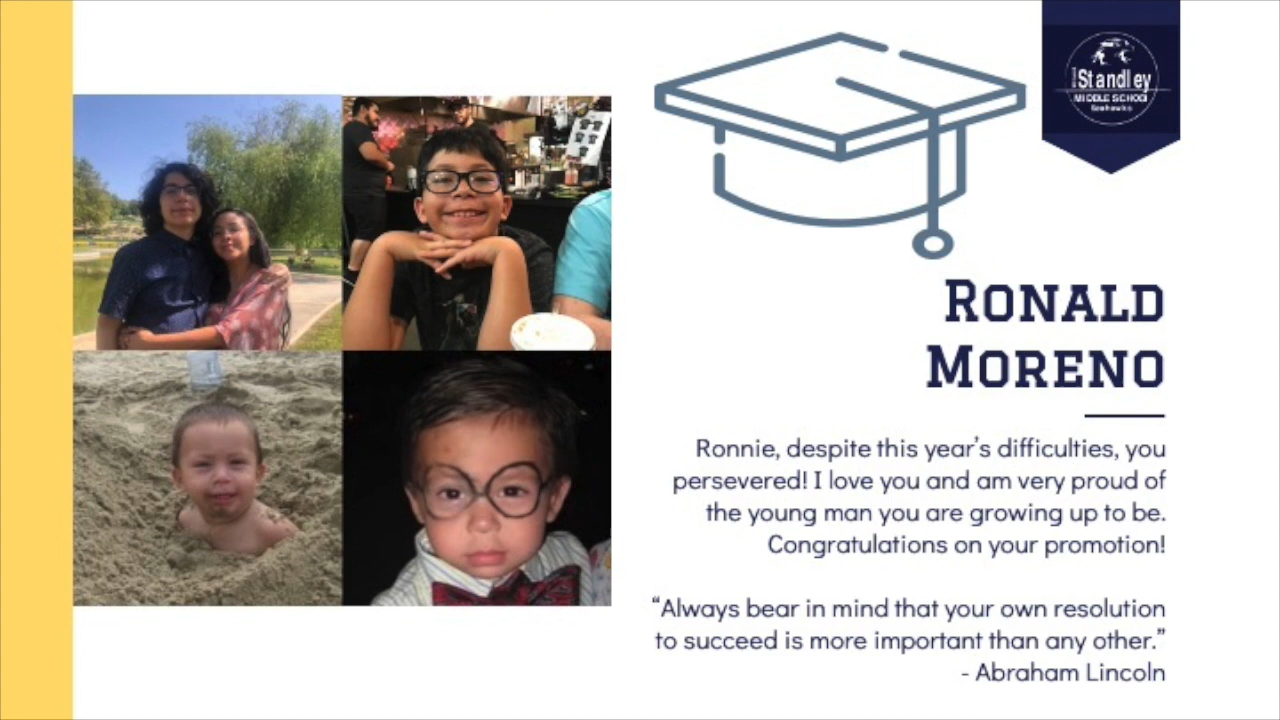 Standley
MIDDLE SCHOOL
Seahawks
RONALD
MORENO
Ronnie, despite this year's difficulties, you
persevered! I love you and am very proud of
the young man you are growing up to be.
Congratulations on your promotion!
“Always bear in mind that your own resolution
to succeed is more important than any other.”
- Abraham Lincoln